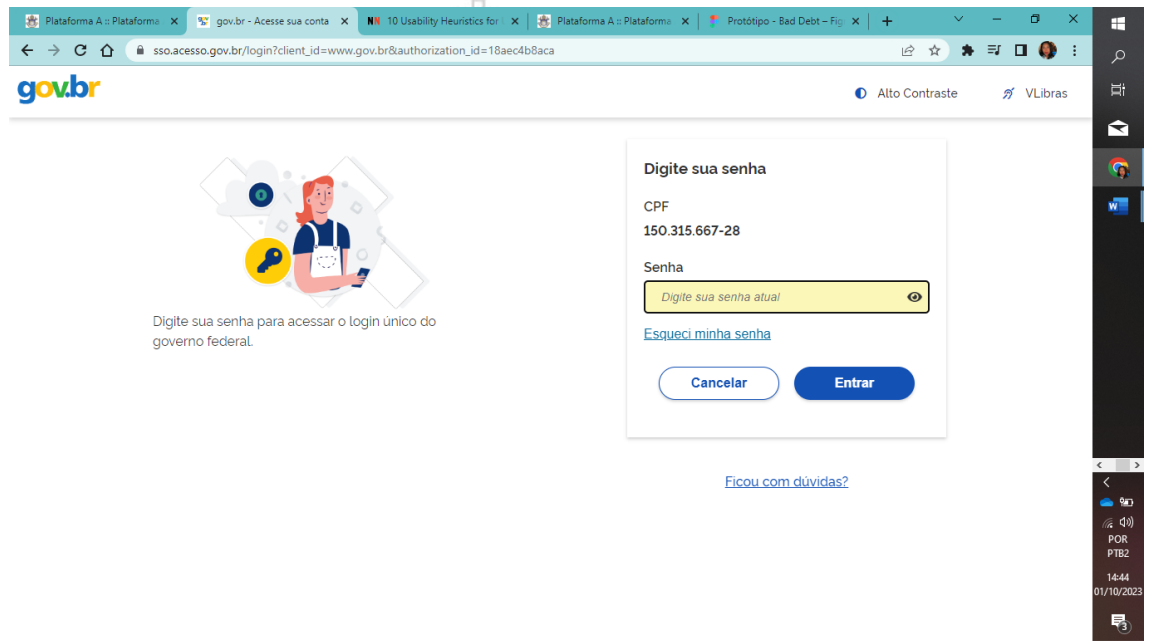 Plataforma A :: Plataforma
gov.br - Acesse sua conta
10 Usability Heuristics for
Plataforma A :: Plataforma
Protótipo - Bad Debt – Fig
sso.acesso.gov.br/login?client_id=www.gov.br&authorization_id=18aec4b8aca
gov.br
Alto Contraste
VLibras
Digite sua senha para acessar o login único do
governo federal.
Digite sua senha
CPF
150.315.667-28
Senha
Digite sua senha atual
Esqueci minha senha
Cancelar
Entrar
Ficou com dúvidas?
POR
PTB2
14:44
01/10/2023
3